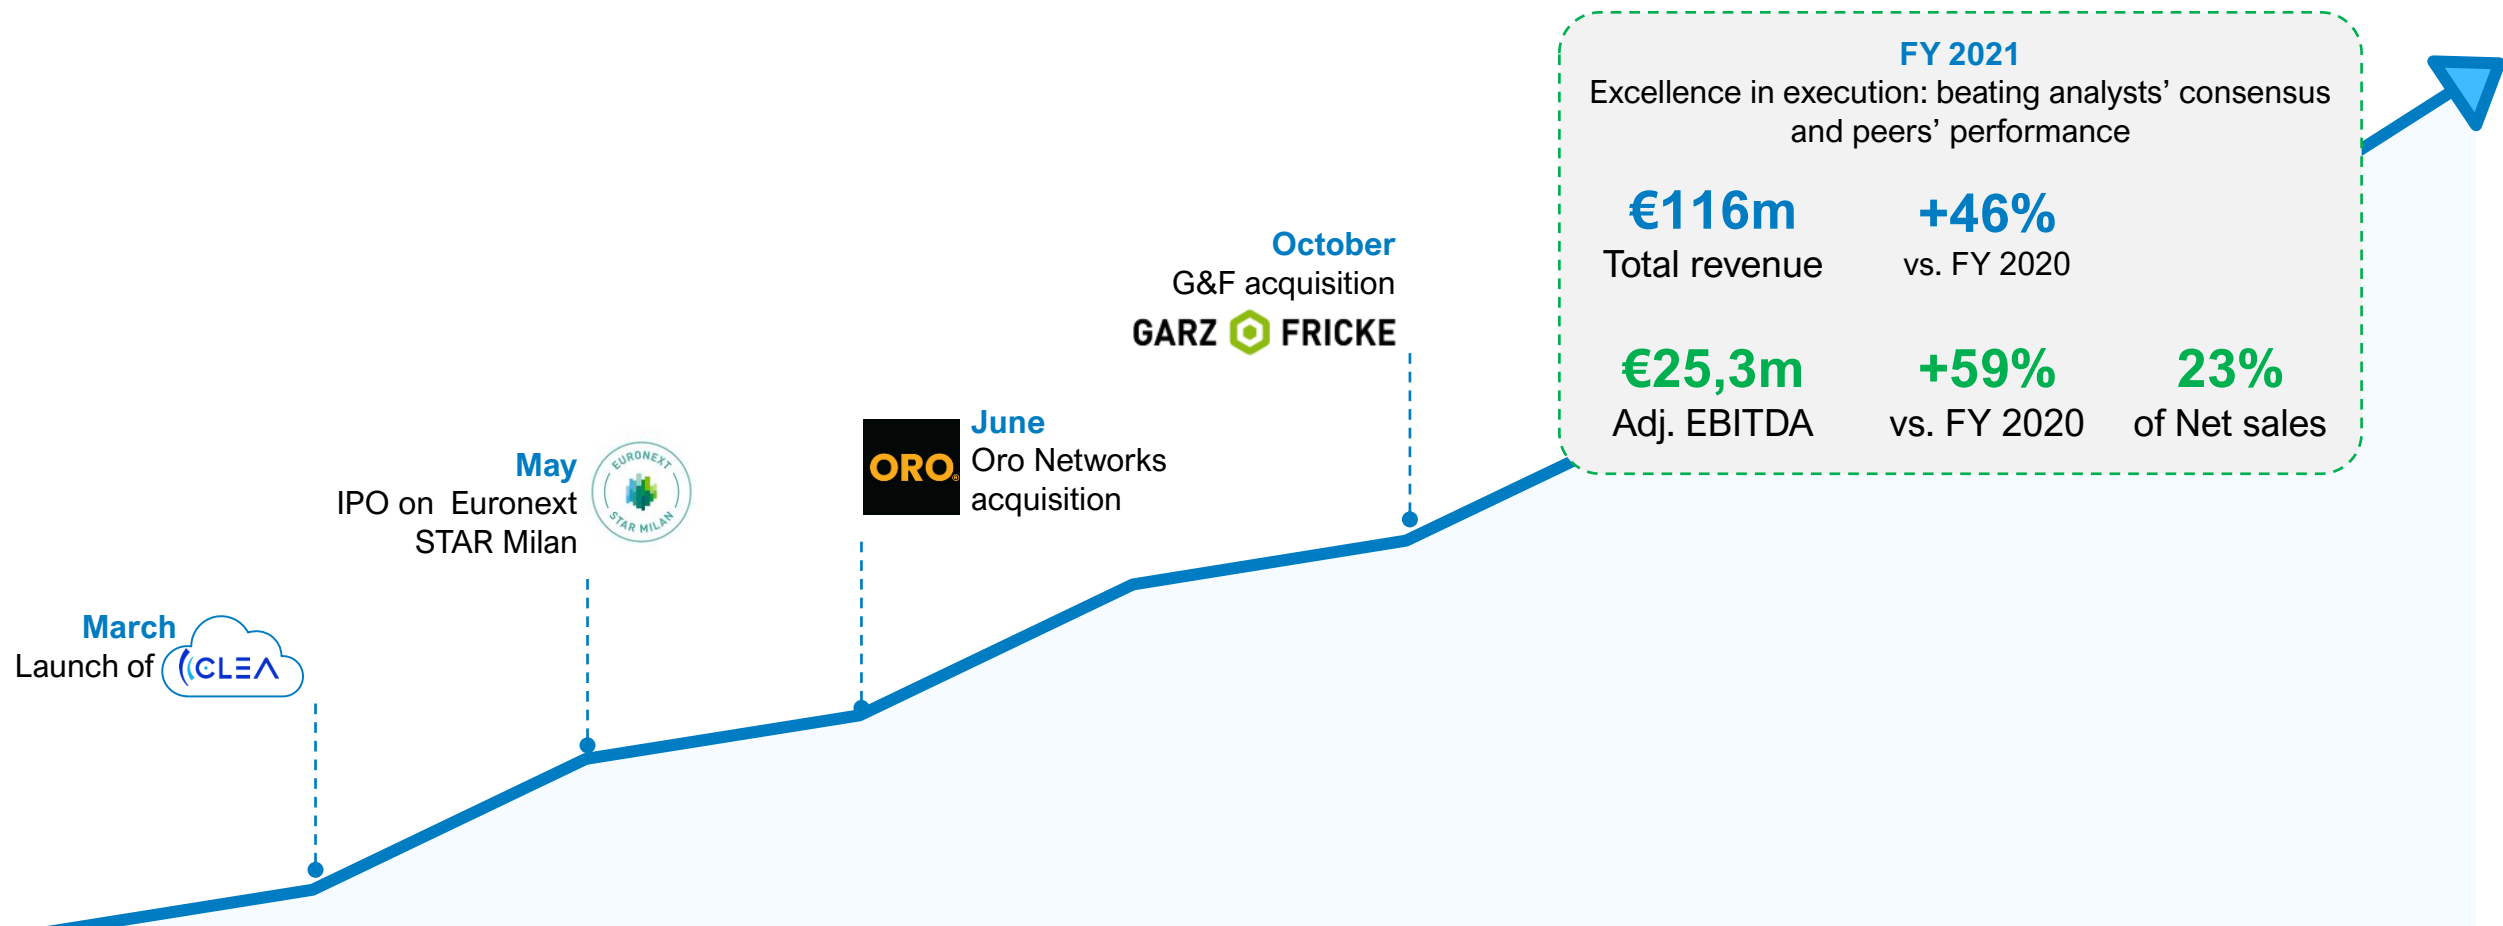 March
Launch of
CLEA
May
IPO on  Euronext
STAR Milan
EURONEXT
STAR MILAN
ORO®
June
Oro Networks
acquisition
October
G&F acquisition
GARZ FRICKE
FY 2021
Excellence in execution: beating analysts’ consensus
and peers’ performance
€116m +46%
Total revenue vs. FY 2020
€25,3m +59% 23%
Adj. EBITDA vs. FY 2020 of Net sales